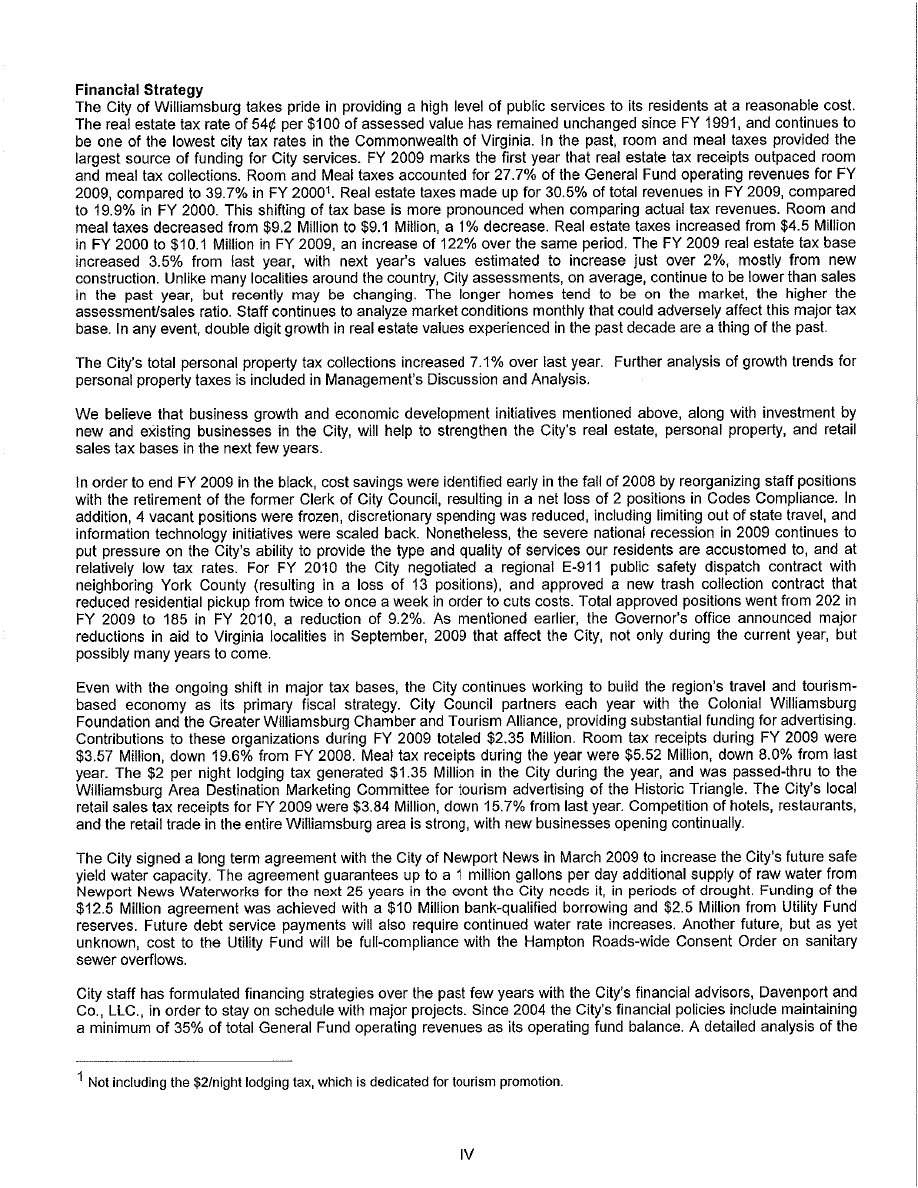 Financial Strategy
The City of Williamsburg takes pride in providing a high level of public services to its residents at a reasonable cost.
The real estate tax rate of 54¢ per $100 of assessed value has remained unchanged since FY 1991, and continues to
be one of the lowest city tax rates in the Commonwealth of Virginia. In the past, room and meal taxes provided the
largest source of funding for City services. FY 2009 marks the first year that real estate tax receipts outpaced room
and meal tax collections. Room and Meal taxes accounted for 27.7% of the General Fund operating revenues for FY
2009, compared to 39.7% in FY 2000¹. Real estate taxes made up for 30.5% of total revenues in FY 2009, compared
to 19.9% in FY 2000. This shifting of tax base is more pronounced when comparing actual tax revenues. Room and
meal taxes decreased from $9.2 Million to $9.1 Million, a 1% decrease. Real estate taxes increased from $4.5 Million
in FY 2000 to $10.1 Million in FY 2009, an increase of 122% over the same period. The FY 2009 real estate tax base
increased 3.5% from last year, with next year's values estimated to increase just over 2%, mostly from new
construction. Unlike many localities around the country, City assessments, on average, continue to be lower than sales
in the past year, but recently may be changing. The longer homes tend to be on the market, the higher the
assessment/sales ratio. Staff continues to analyze market conditions monthly that could adversely affect this major tax
base. In any event, double digit growth in real estate values experienced in the past decade are a thing of the past.
The City's total personal property tax collections increased 7.1% over last year. Further analysis of growth trends for
personal property taxes is included in Management's Discussion and Analysis.
We believe that business growth and economic development initiatives mentioned above, along with investment by
new and existing businesses in the City, will help to strengthen the City's real estate, personal property, and retail
sales tax bases in the next few years.
In order to end FY 2009 in the black, cost savings were identified early in the fall of 2008 by reorganizing staff positions
with the retirement of the former Clerk of City Council, resulting in a net loss of 2 positions in Codes Compliance. In
addition, 4 vacant positions were frozen, discretionary spending was reduced, including limiting out of state travel, and
information technology initiatives were scaled back. Nonetheless, the severe national recession in 2009 continues to
put pressure on the City's ability to provide the type and quality of services our residents are accustomed to, and at
relatively low tax rates. For FY 2010 the City negotiated a regional E-911 public safety dispatch contract with
neighboring York County (resulting in a loss of 13 positions), and approved a new trash collection contract that
reduced residential pickup from twice to once a week in order to cuts costs. Total approved positions went from 202 in
FY 2009 to 185 in FY 2010, a reduction of 9.2%. As mentioned earlier, the Governor's office announced major
reductions in aid to Virginia localities in September, 2009 that affect the City, not only during the current year, but
possibly many years to come.
Even with the ongoing shift in major tax bases, the City continues working to build the region's travel and tourism-
based economy as its primary fiscal strategy. City Council partners each year with the Colonial Williamsburg
Foundation and the Greater Williamsburg Chamber and Tourism Alliance, providing substantial funding for advertising.
Contributions to these organizations during FY 2009 totaled $2.35 Million. Room tax receipts during FY 2009 were
$3.57 Million, down 19.6% from FY 2008. Meal tax receipts during the year were $5.52 Million, down 8.0% from last
year. The $2 per night lodging tax generated $1.35 Million in the City during the year, and was passed-thru to the
Williamsburg Area Destination Marketing Committee for tourism advertising of the Historic Triangle. The City's local
retail sales tax receipts for FY 2009 were $3.84 Million, down 15.7% from last year. Competition of hotels, restaurants,
and the retail trade in the entire Williamsburg area is strong, with new businesses opening continually.
The City signed a long term agreement with the City of Newport News in March 2009 to increase the City's future safe
yield water capacity. The agreement guarantees up to a 1 million gallons per day additional supply of raw water from
Newport News Waterworks for the next 25 years in the event the City needs it, in periods of drought. Funding of the
$12.5 Million agreement was achieved with a $10 Million bank-qualified borrowing and $2.5 Million from Utility Fund
reserves. Future debt service payments will also require continued water rate increases. Another future, but as yet
unknown, cost to the Utility Fund will be full-compliance with the Hampton Roads-wide Consent Order on sanitary
sewer overflows.
City staff has formulated financing strategies over the past few years with the City's financial advisors, Davenport and
Co., LLC., in order to stay on schedule with major projects. Since 2004 the City's financial policies include maintaining
a minimum of 35% of total General Fund operating revenues as its operating fund balance. A detailed analysis of the
1 Not including the $2/night lodging tax, which is dedicated for tourism promotion.
IV